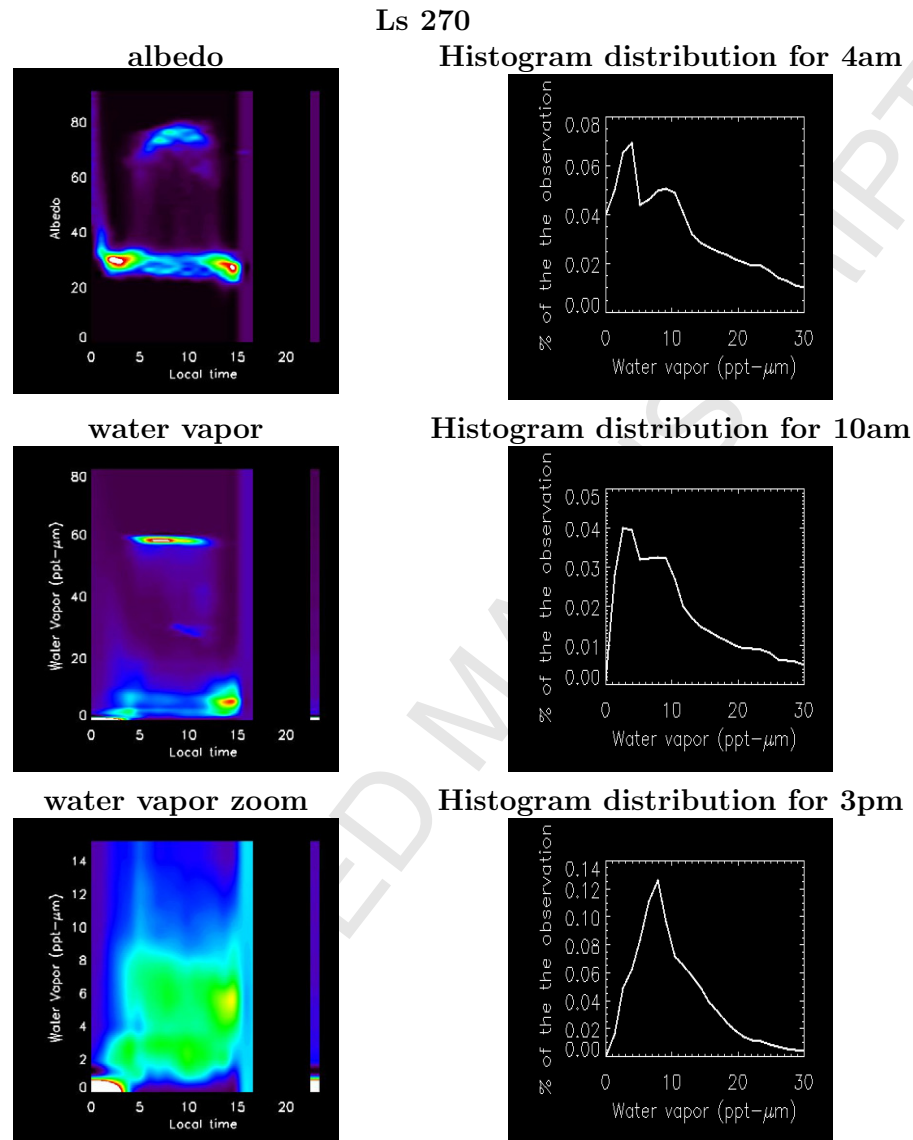 Ls 270
albedo
Histogram distribution for 4am
Albedo
80
60
40
20
0
0 5 10 15 20
Local time
% of the the observation
0.08
0.06
0.04
0.02
0.00
0 10 20 30
Water vapor (ppt-μm)
water vapor
Histogram distribution for 10am
Water Vapor (ppt-μm)
80
60
40
20
0
0 5 10 15 20
Local time
% of the the observation
0.05
0.04
0.03
0.02
0.01
0.00
0 10 20 30
Water vapor (ppt-μm)
water vapor zoom
Histogram distribution for 3pm
Water Vapor (ppt-μm)
14
12
10
8
6
4
2
0
0 5 10 15 20
Local time
% of the the observation
0.14
0.12
0.10
0.08
0.06
0.04
0.02
0.00
0 10 20 30
Water vapor (ppt-μm)